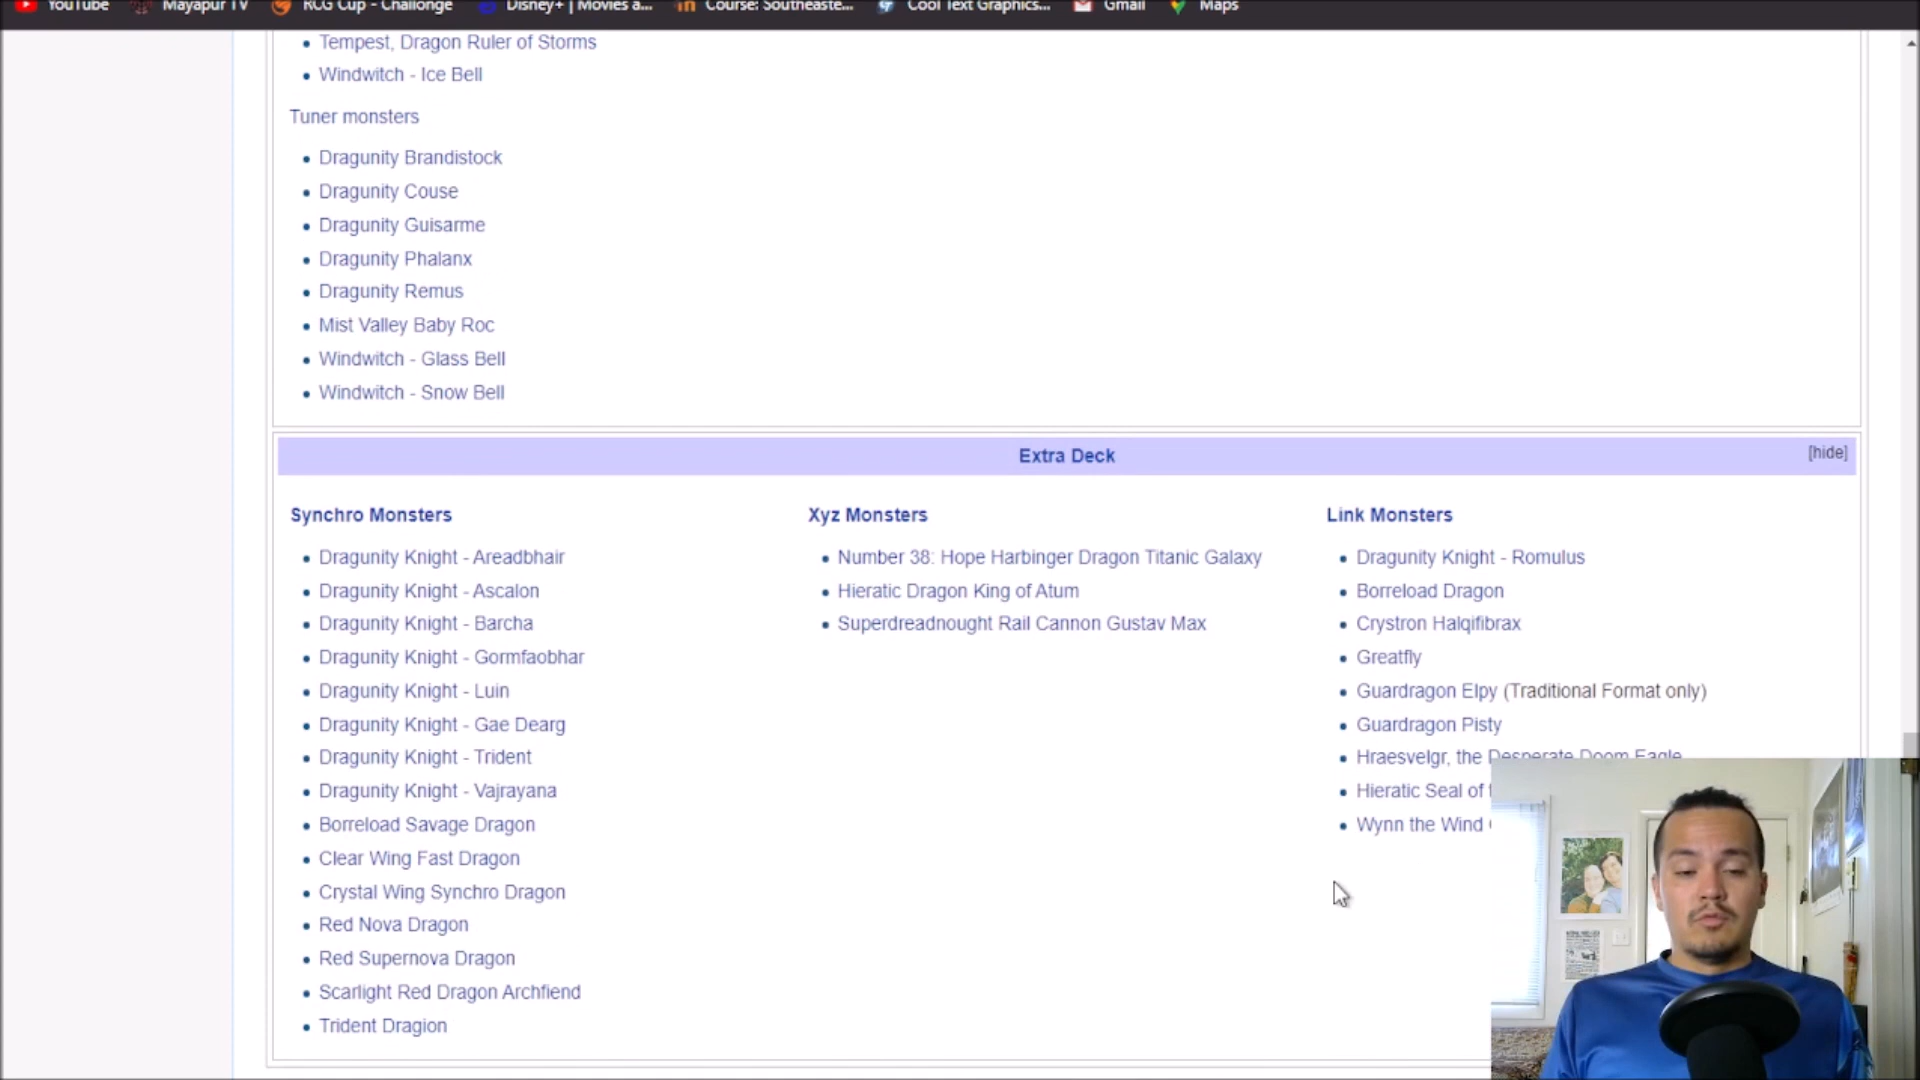 YouTube Mayapur TV RCG Cup - Challonge Disney+ | Movies a... Course: Southeaste... Cool Text Graphics... Gmail Maps
Tempest, Dragon Ruler of Storms
Windwitch - Ice Bell
Tuner monsters
Dragunity Brandistock
Dragunity Couse
Dragunity Guisarme
Dragunity Phalanx
Dragunity Remus
Mist Valley Baby Roc
Windwitch - Glass Bell
Windwitch - Snow Bell
Extra Deck [hide]
Synchro Monsters
Dragunity Knight - Areadbhair
Dragunity Knight - Ascalon
Dragunity Knight - Barcha
Dragunity Knight - Gormfaobhar
Dragunity Knight - Luin
Dragunity Knight - Gae Dearg
Dragunity Knight - Trident
Dragunity Knight - Vajrayana
Borreload Savage Dragon
Clear Wing Fast Dragon
Crystal Wing Synchro Dragon
Red Nova Dragon
Red Supernova Dragon
Scarlight Red Dragon Archfiend
Trident Dragion
Xyz Monsters
Number 38: Hope Harbinger Dragon Titanic Galaxy
Hieratic Dragon King of Atum
Superdreadnought Rail Cannon Gustav Max
Link Monsters
Dragunity Knight - Romulus
Borreload Dragon
Crystron Halqifibrax
Greatfly
Guardragon Elpy (Traditional Format only)
Guardragon Pisty
Hraesvelgr, the Desperate Doom Eagle
Hieratic Seal of
Wynn the Wind